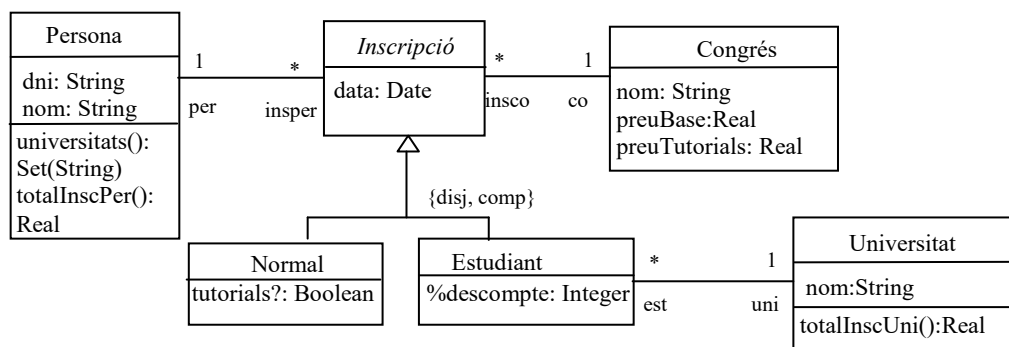 Persona
dni: String
nom: String
universitats():
Set(String)
totalInscPer():
Real
1
per
*
insper
Inscripció
data: Date
*
insco
1
co
Congrés
nom: String
preuBase:Real
preuTutorials: Real
{disj, comp}
Normal
tutorials?: Boolean
Estudiant
%descompte: Integer
*
est
1
uni
Universitat
nom:String
totalInscUni():Real